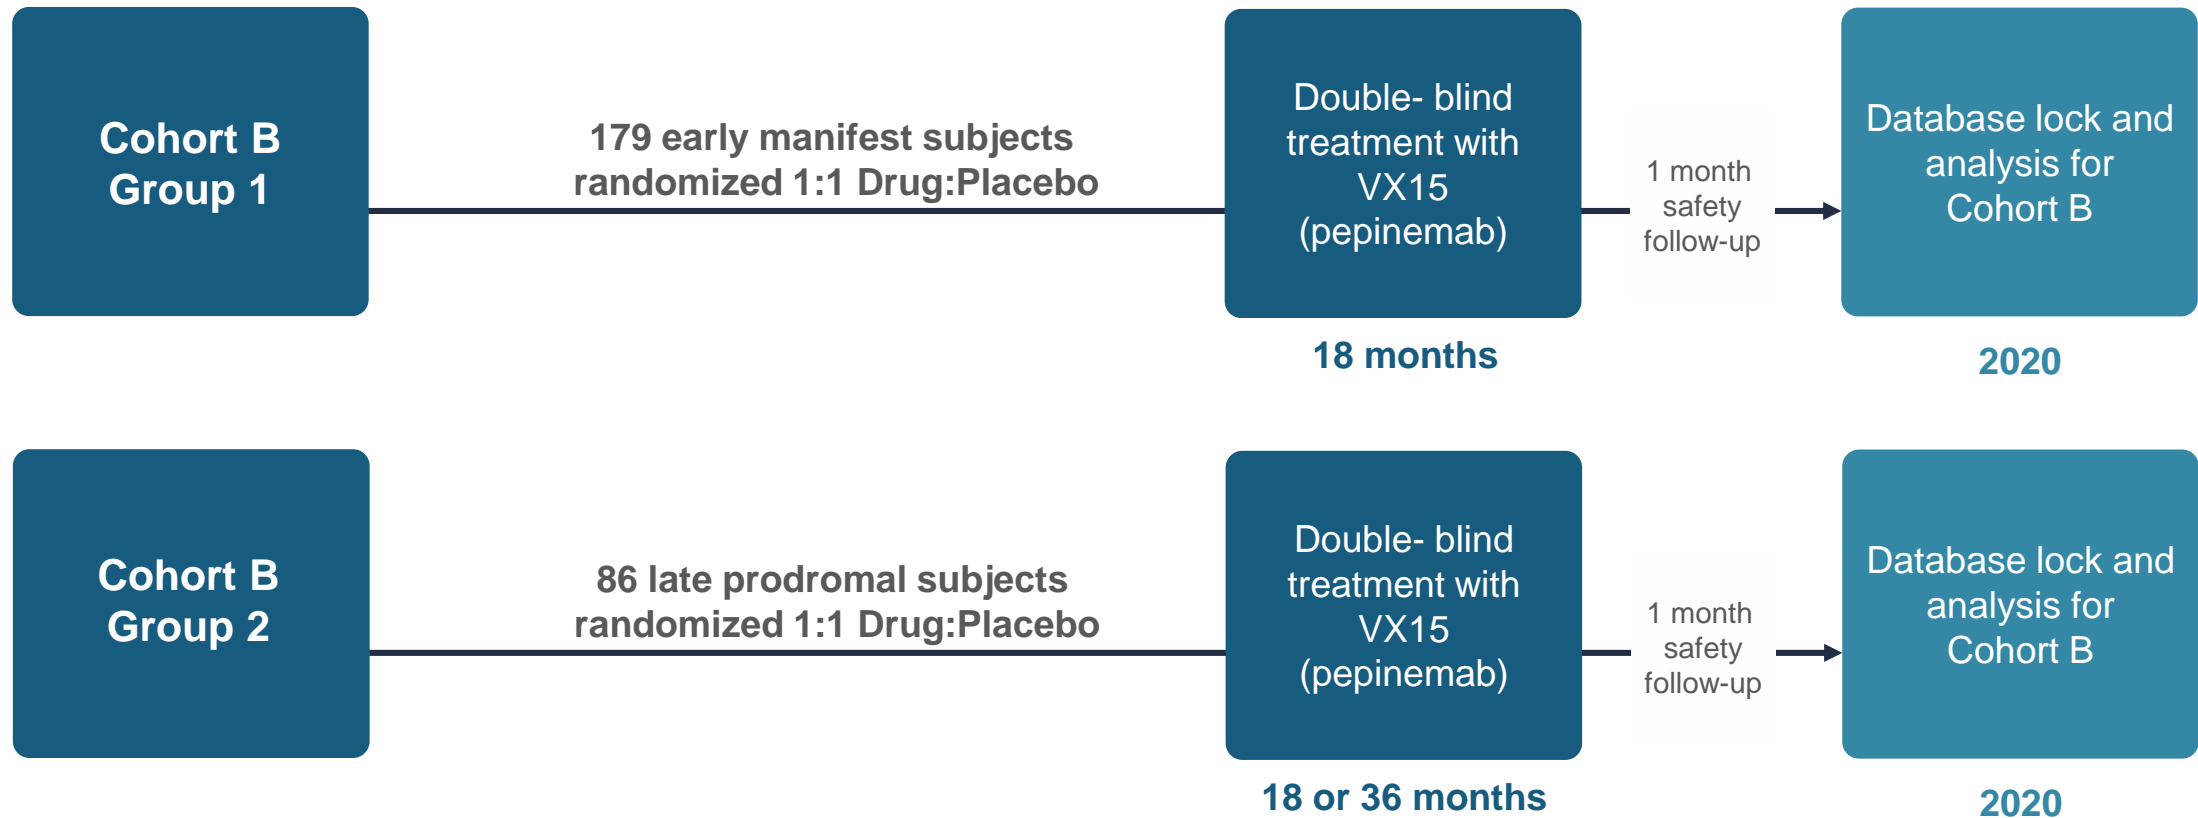 Cohort B
Group 1
179 early manifest subjects
randomized 1:1 Drug:Placebo
Double- blind
treatment with
VX15
(pepinemab)
18 months
1 month
safety
follow-up
Database lock and
analysis for
Cohort B
2020
Cohort B
Group 2
86 late prodromal subjects
randomized 1:1 Drug:Placebo
Double- blind
treatment with
VX15
(pepinemab)
18 or 36 months
1 month
safety
follow-up
Database lock and
analysis for
Cohort B
2020